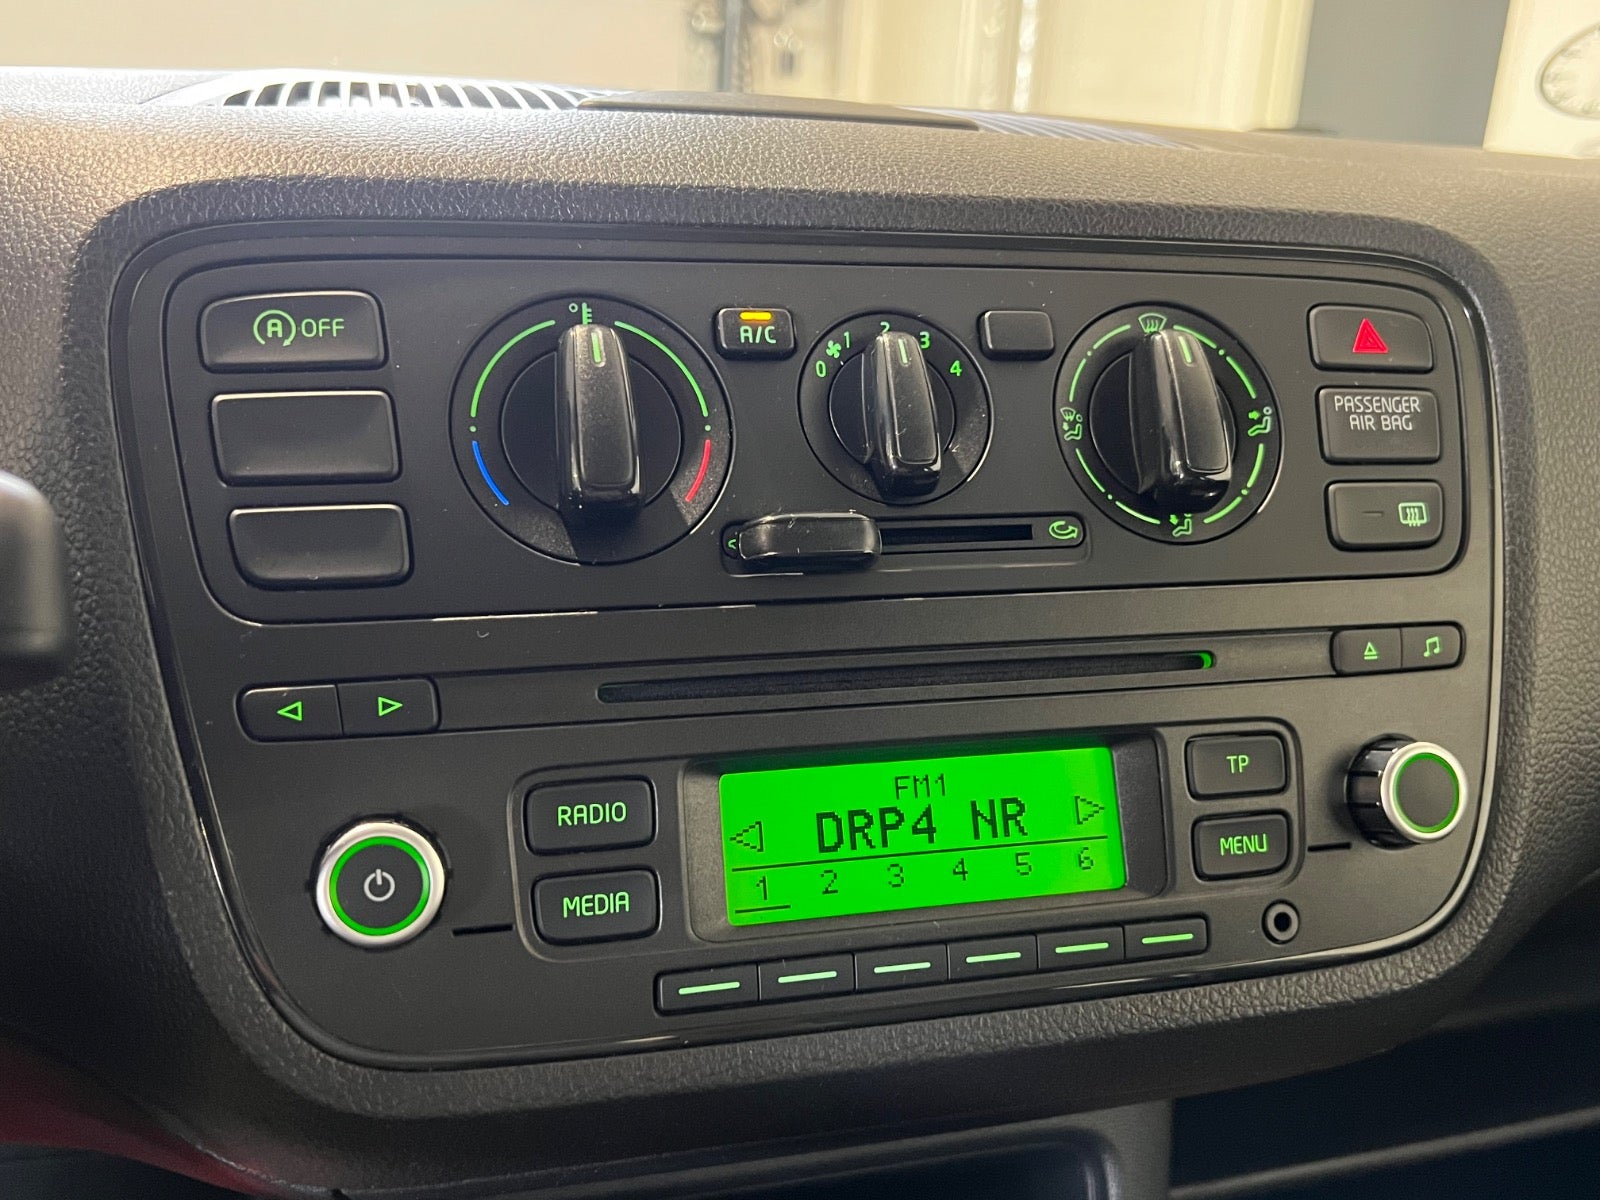 A OFF
A/C
0 1 2 3 4
PASSENGER
AIR BAG
RADIO
MEDIA
FM1
DRP4 NR
1 2 3 4 5 6
TP
MENU